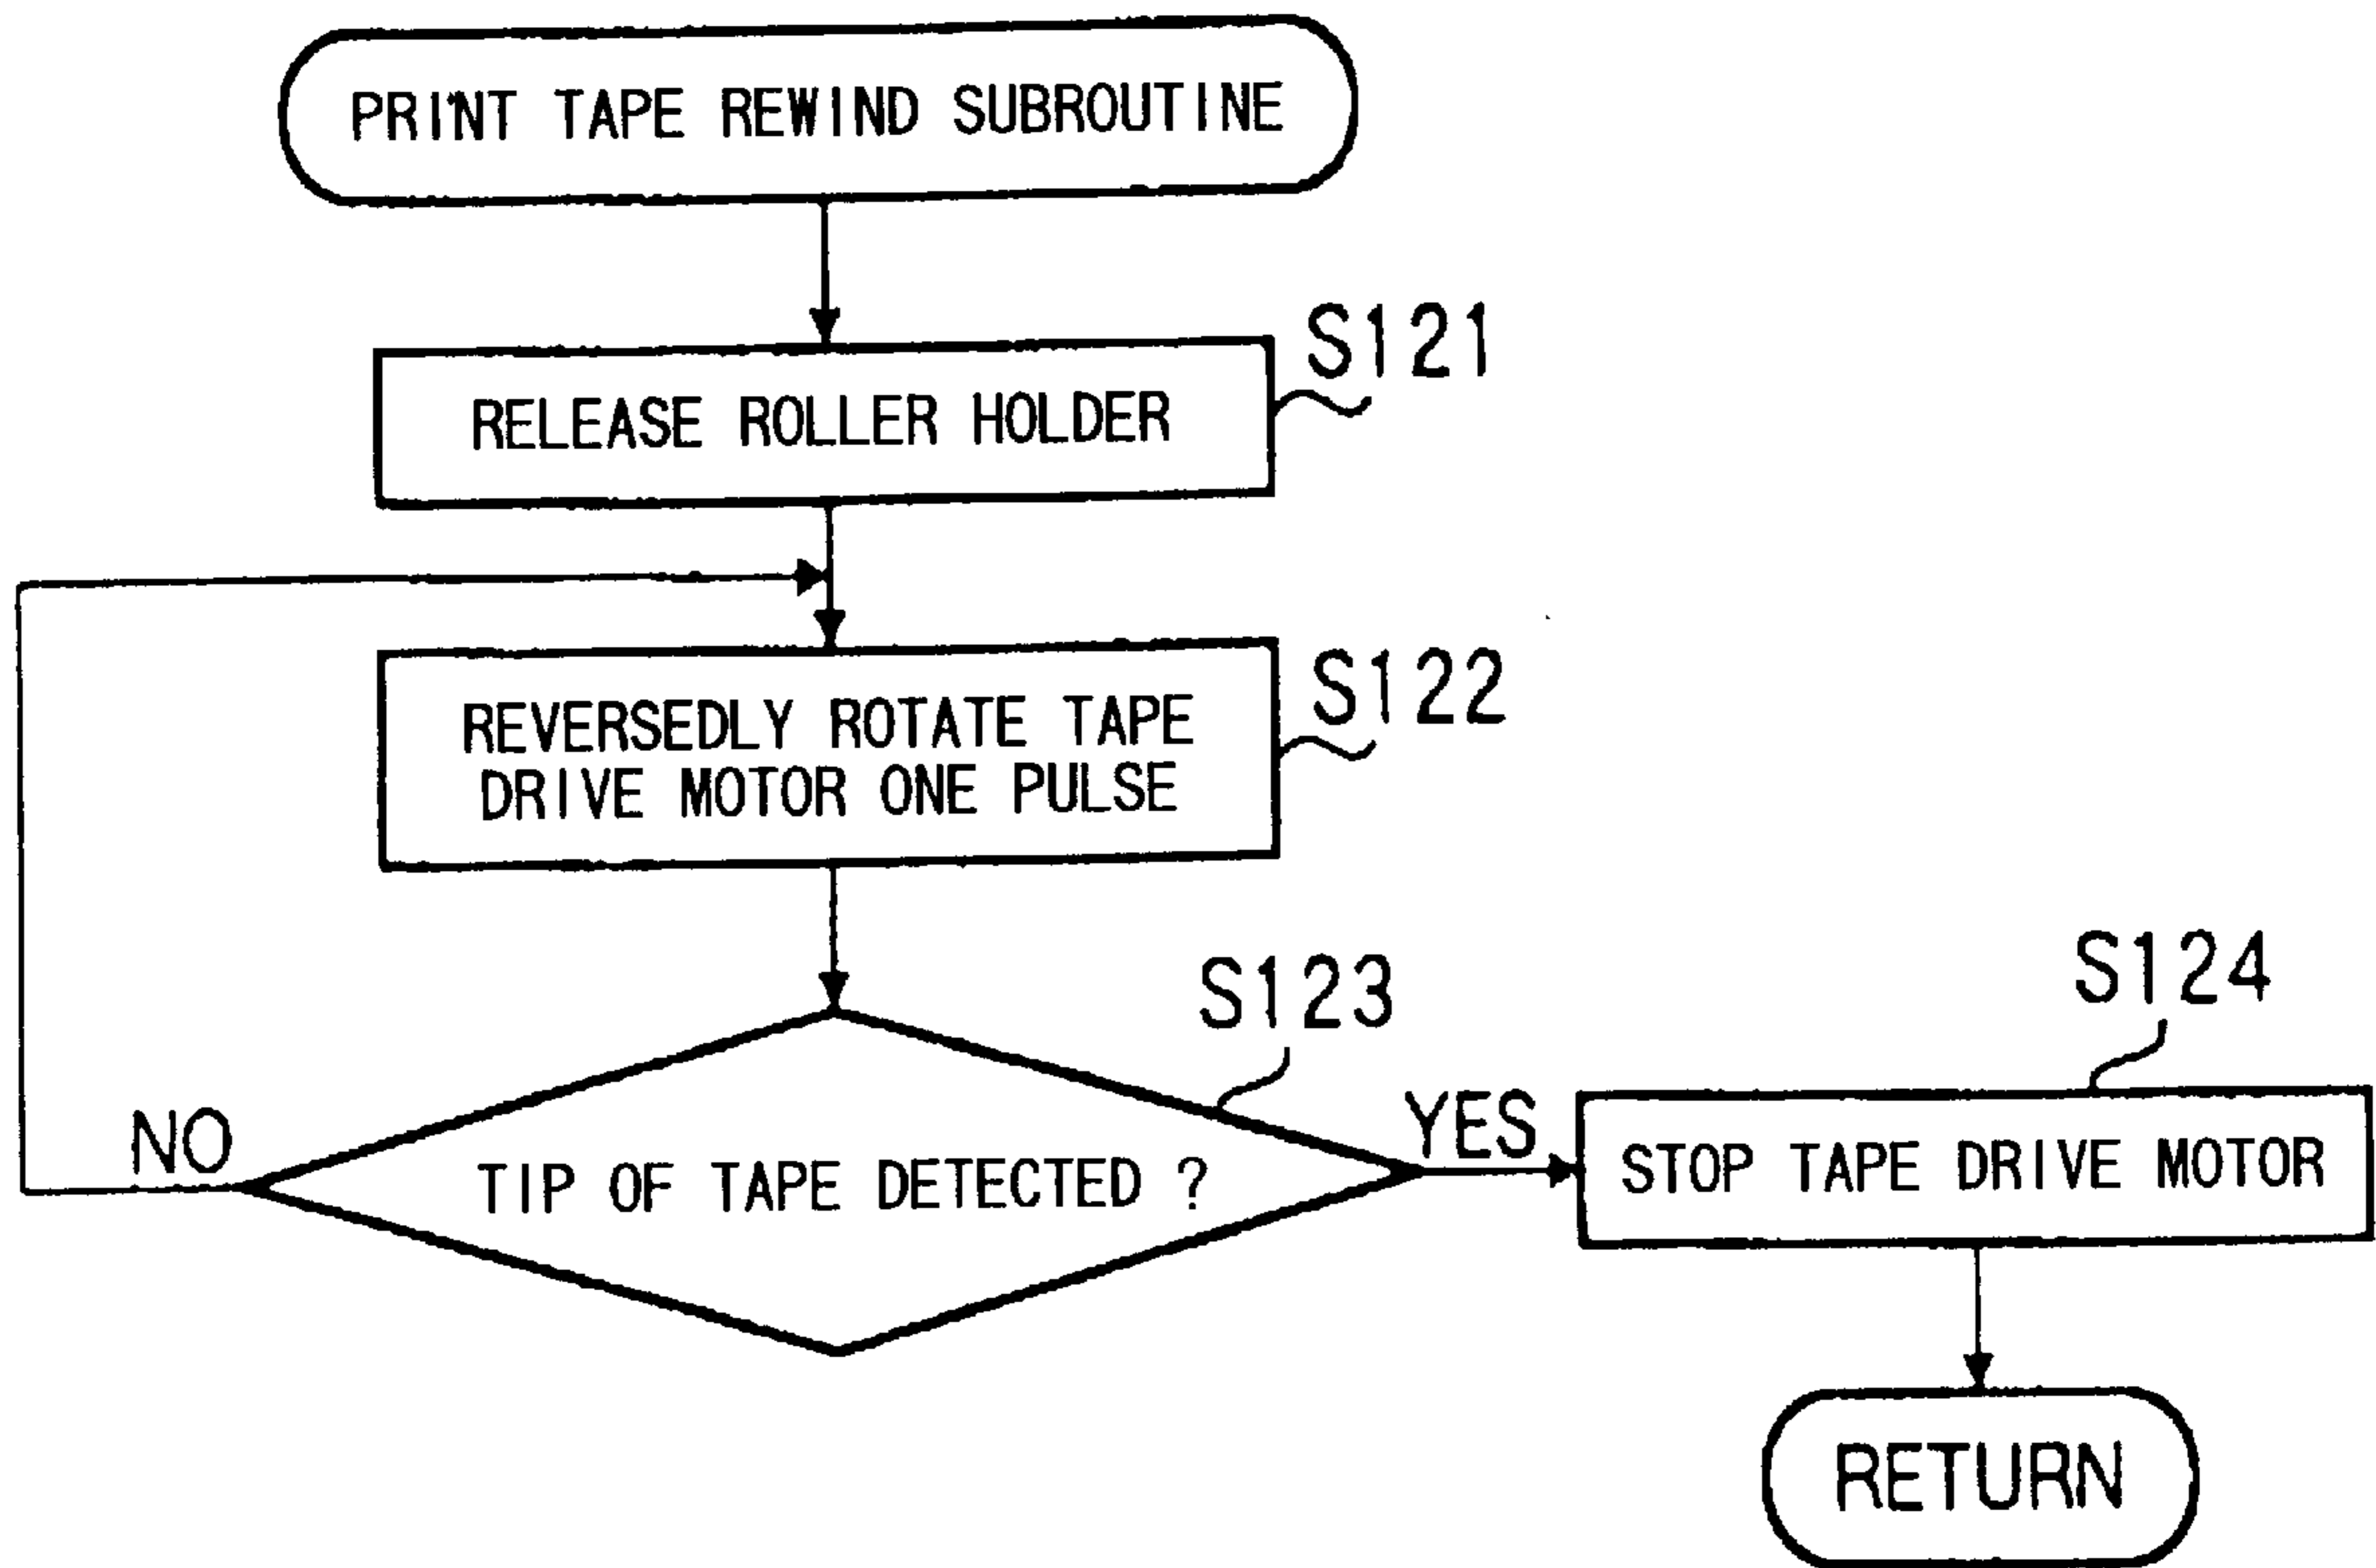 PRINT TAPE REWIND SUBROUTINE
S121
RELEASE ROLLER HOLDER
S122
REVERSEDLY ROTATE TAPE
DRIVE MOTOR ONE PULSE
S123
S124
NO
YES
TIP OF TAPE DETECTED ?
STOP TAPE DRIVE MOTOR
RETURN